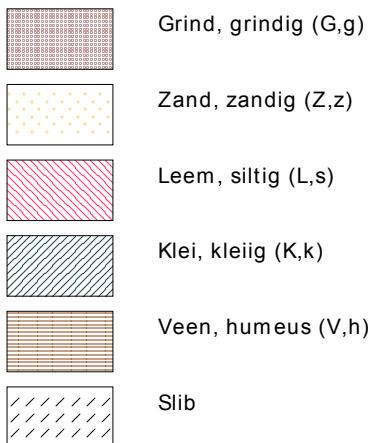 Grind, grindig (G,g)
Zand, zandig (Z,z)
Leem, siltig (L,s)
Klei, kleiig (K,k)
Veen, humeus (V,h)
Slib